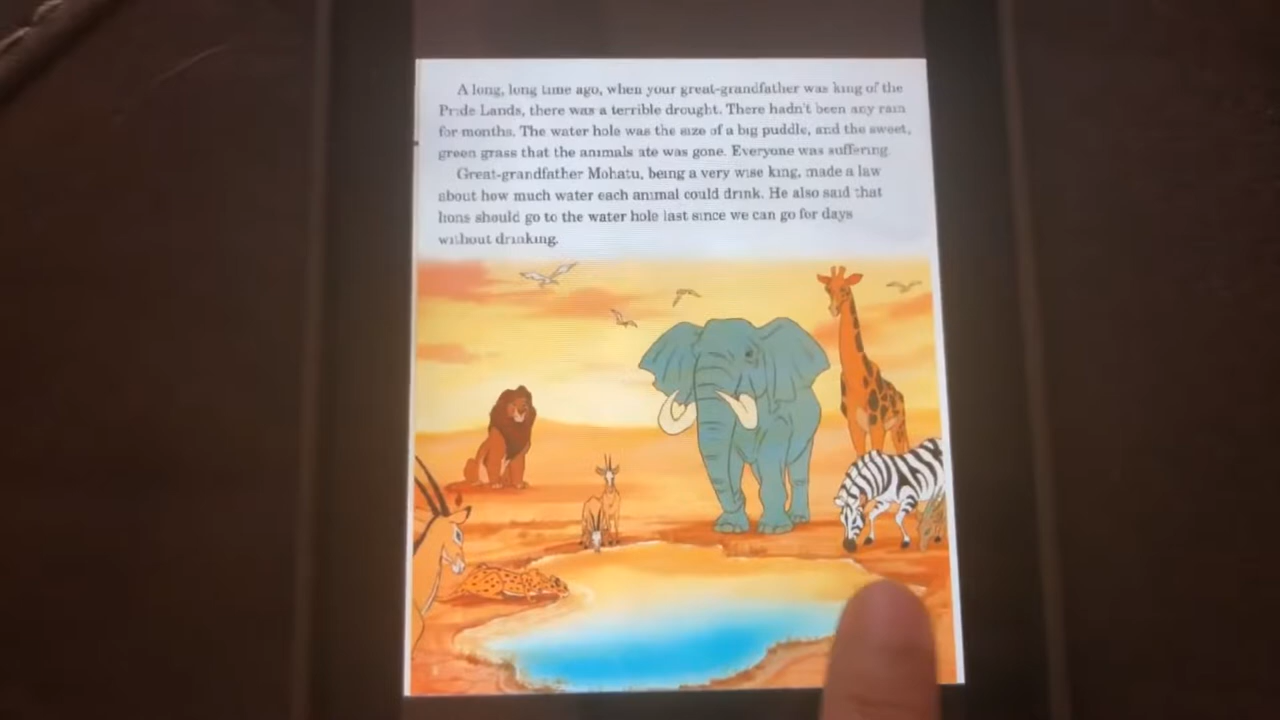 A long, long time ago, when your great-grandfather was king of the
Pride Lands, there was a terrible drought. There hadn't been any rain
for months. The water hole was the size of a big puddle, and the sweet,
green grass that the animals ate was gone. Everyone was suffering.
Great-grandfather Mohatu, being a very wise king, made a law
about how much water each animal could drink. He also said that
lions should go to the water hole last since we can go for days
without drinking.